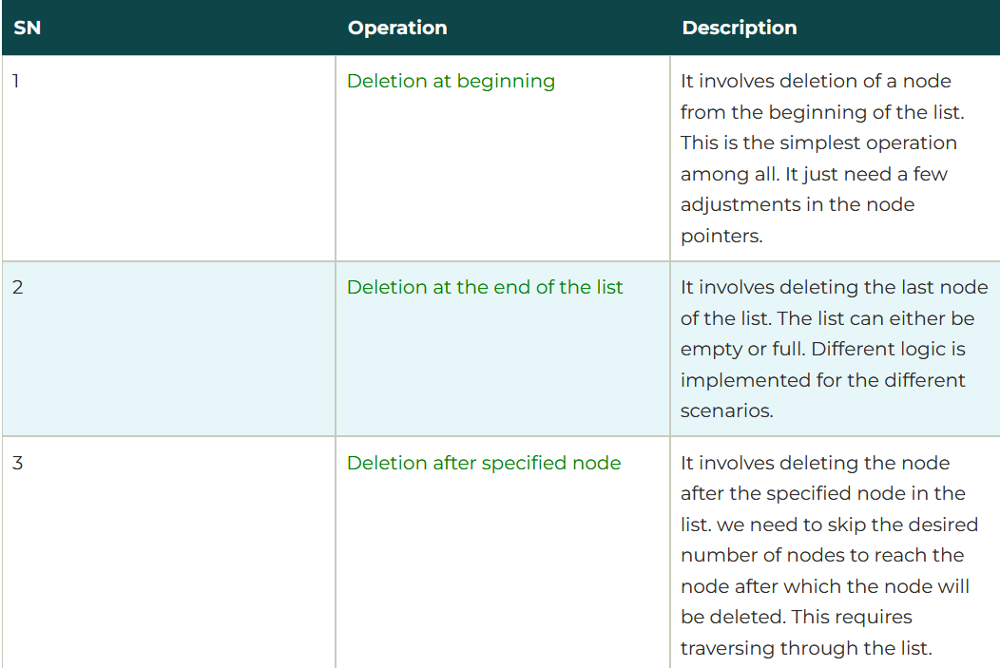 SN Operation Description
1 Deletion at beginning It involves deletion of a node
from the beginning of the list.
This is the simplest operation
among all. It just need a few
adjustments in the node
pointers.
2 Deletion at the end of the list It involves deleting the last node
of the list. The list can either be
empty or full. Different logic is
implemented for the different
scenarios.
3 Deletion after specified node It involves deleting the node
after the specified node in the
list. we need to skip the desired
number of nodes to reach the
node after which the node will
be deleted. This requires
traversing through the list.